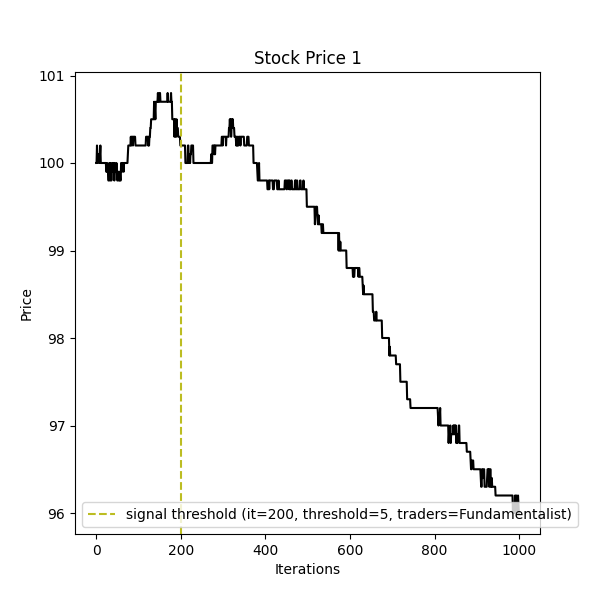 Stock Price 1
101
100
99
98
97
96
Price
signal threshold (it=200, threshold=5, traders=Fundamentalist)
0 200 400 600 800 1000
Iterations